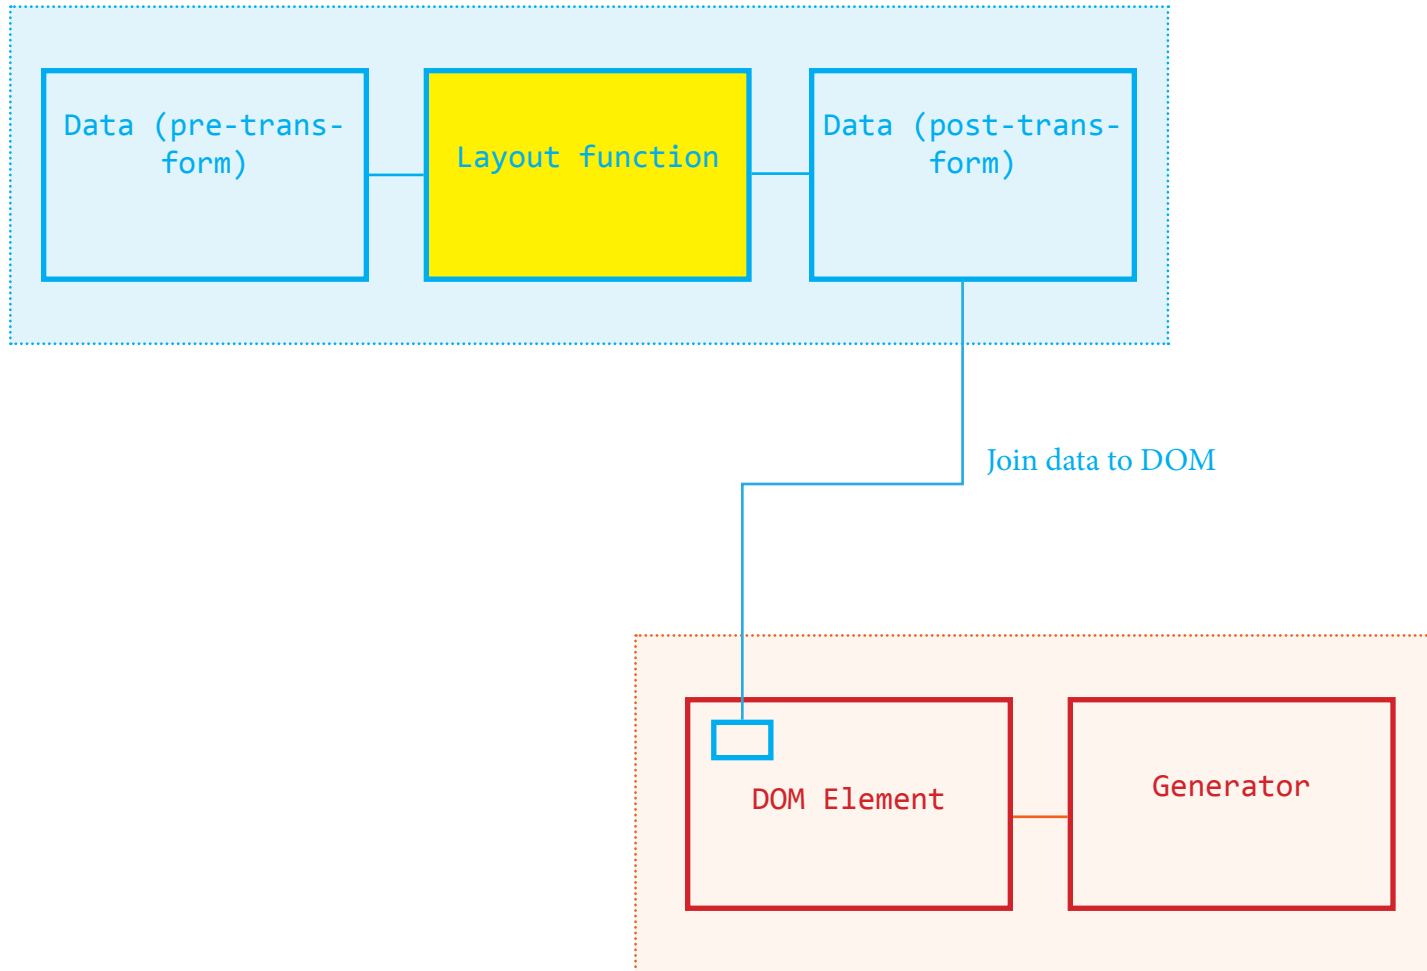 Data (pre-trans-
form)
Layout function
Data (post-trans-
form)
Join data to DOM
DOM Element
Generator